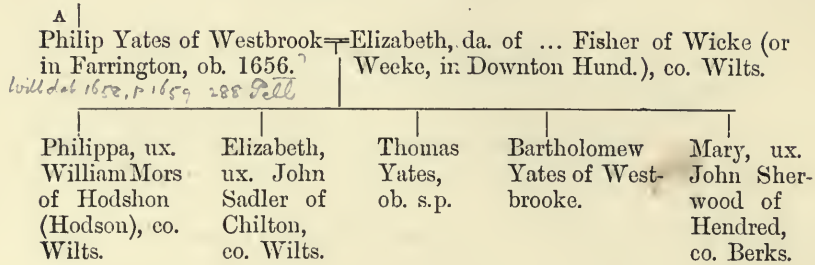 A
Philip Yates of Westbrook=Elizabeth, da. of ... Fisher of Wicke (or
in Farrington, ob. 1656.? Weeke, in Downton Hund.), co. Wilts.
Will dat 1658, p 1659 288 Pell
Philippa, ux. Elizabeth, Thomas Bartholomew Mary, ux.
William Mors ux. John Yates, Yates of West- John Sher-
of Hodshon Sadler of ob. s.p. brooke. wood of
(Hodson), co. Chilton, Hendred,
Wilts. co. Wilts. co. Berks.